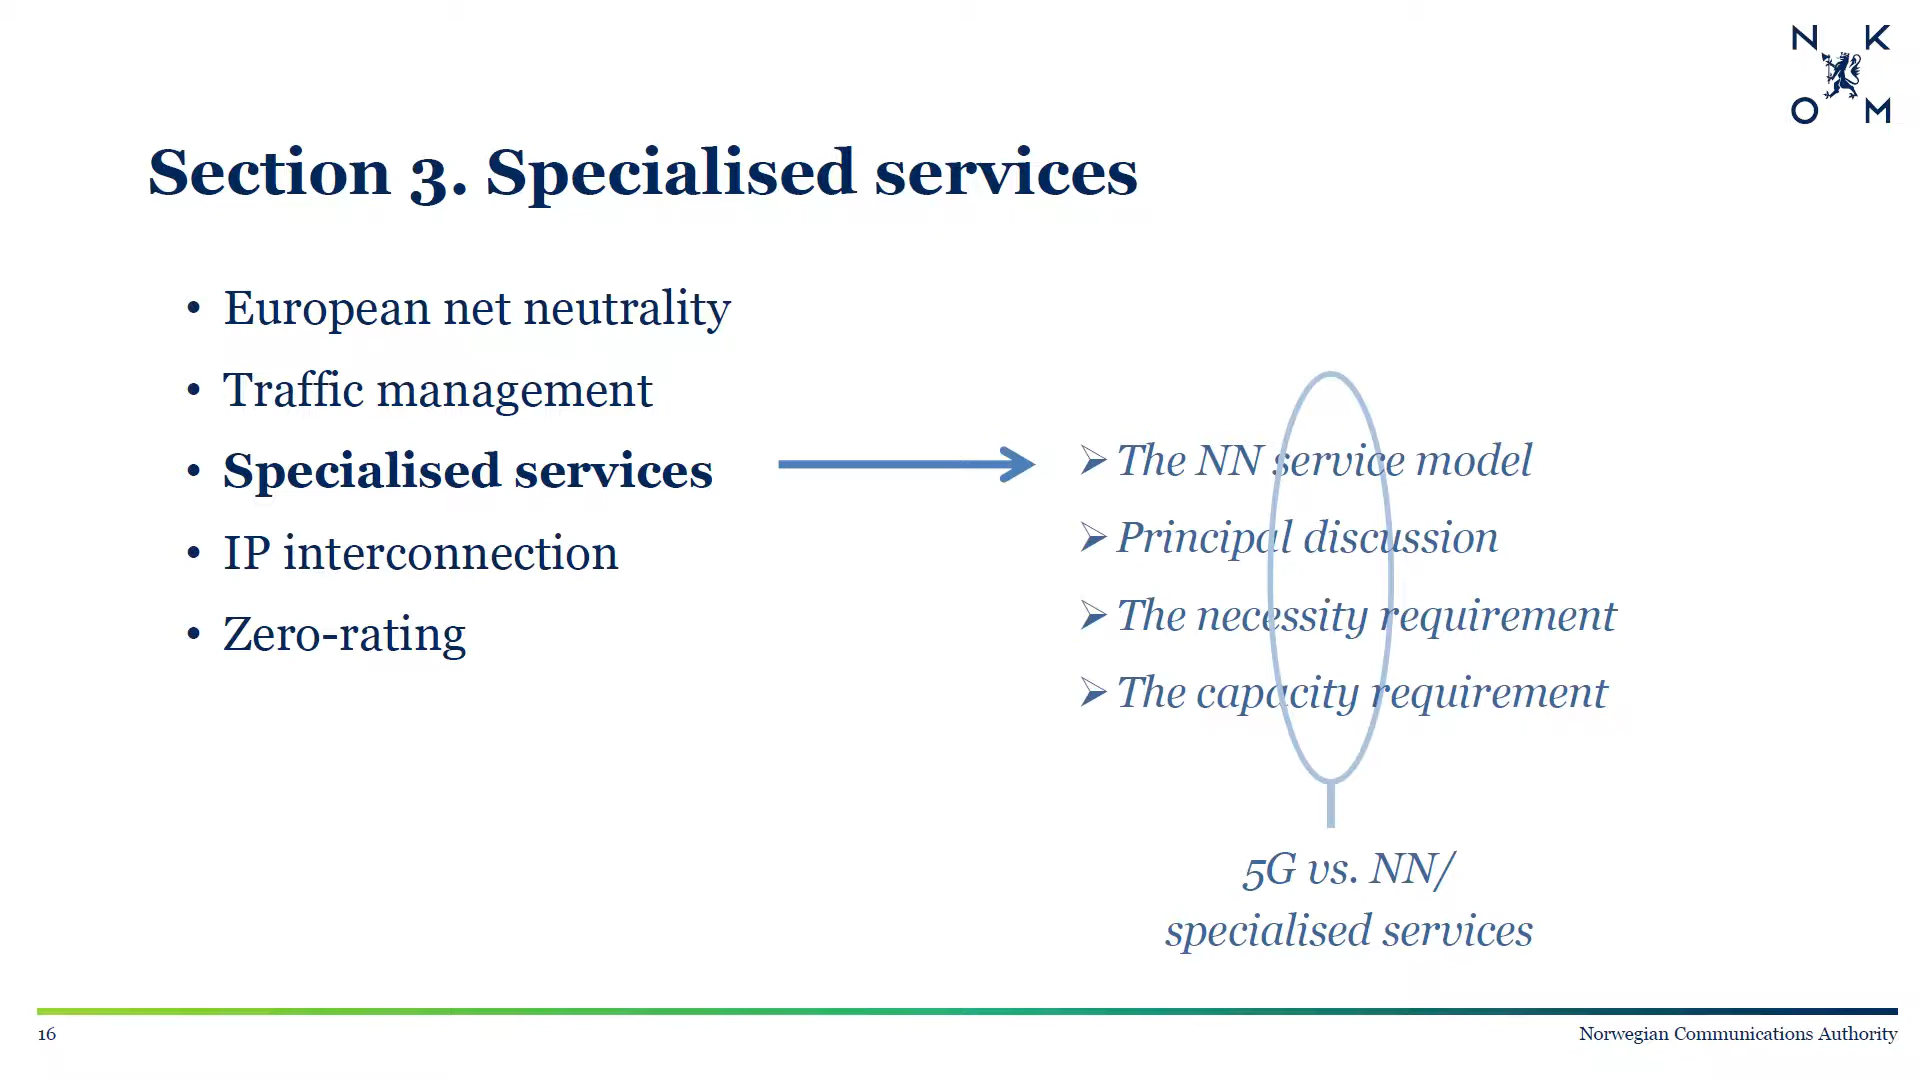 N K
O M
Section 3. Specialised services
• European net neutrality
• Traffic management
• Specialised services
• IP interconnection
• Zero-rating
➢ The NN service model
➢ Principal discussion
➢ The necessity requirement
➢ The capacity requirement
5G vs. NN/
specialised services
16
Norwegian Communications Authority